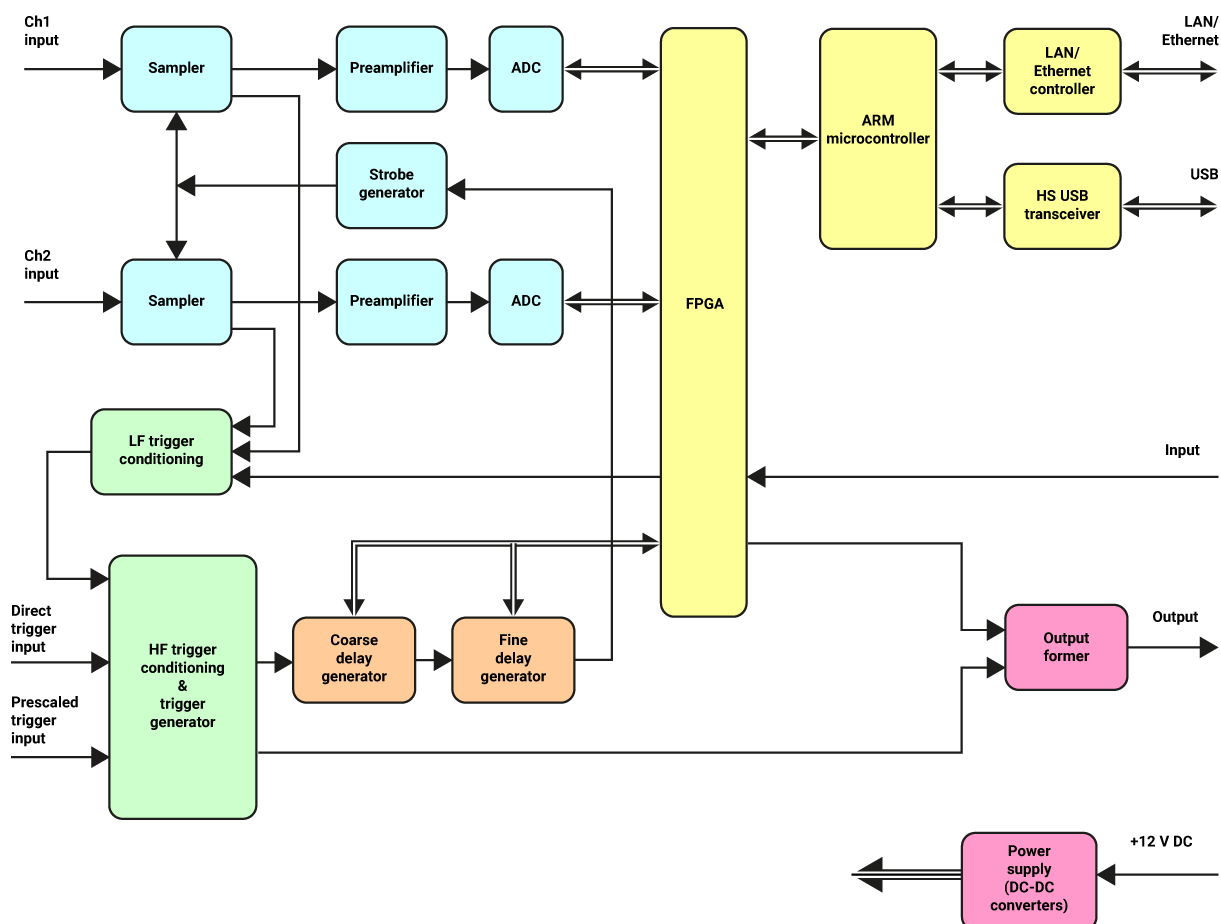 Ch1
input
Sampler
Preamplifier
ADC
LAN/
Ethernet
controller
LAN/
Ethernet
ARM
microcontroller
Strobe
generator
HS USB
transceiver
USB
Ch2
input
Sampler
Preamplifier
ADC
FPGA
LF trigger
conditioning
Input
Direct
trigger
input
Prescaled
trigger
input
HF trigger
conditioning
&
trigger
generator
Coarse
delay
generator
Fine
delay
generator
Output
former
Output
Power
supply
(DC-DC
converters)
+12 V DC